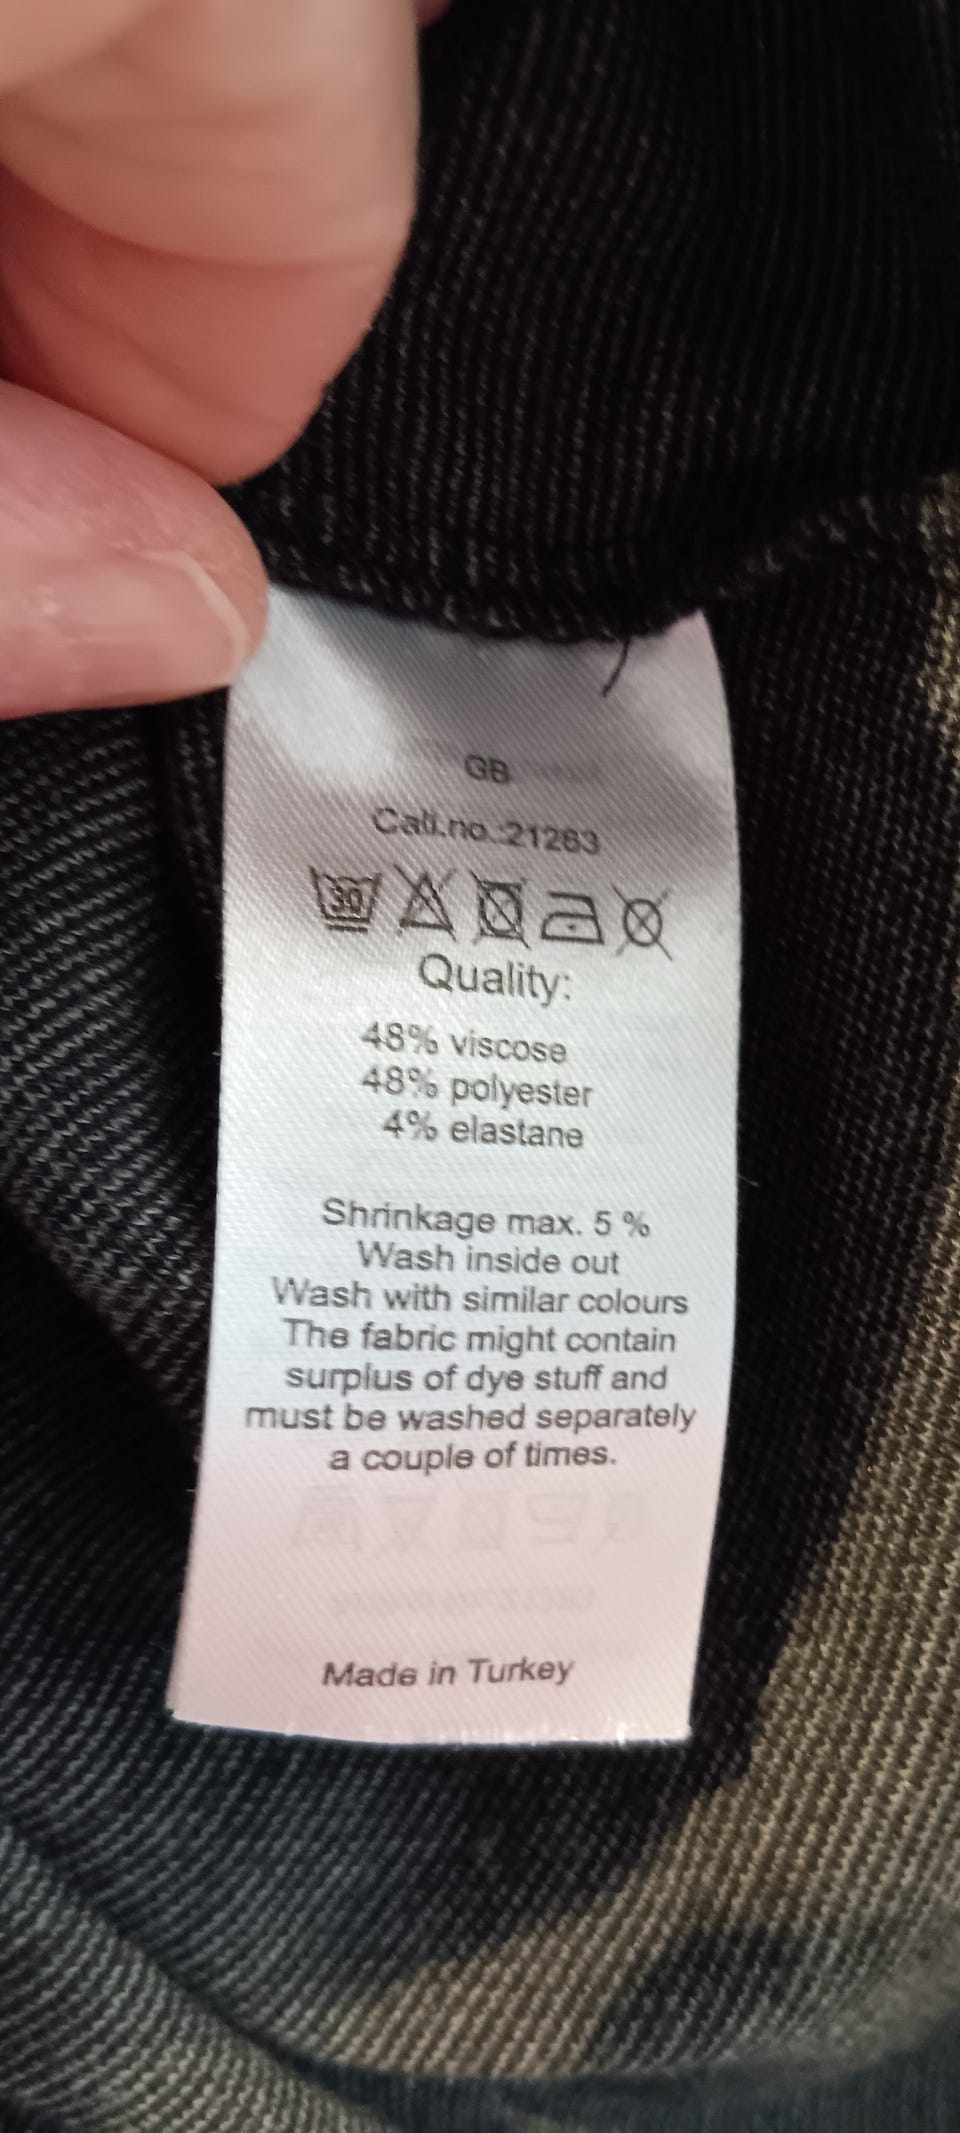 GB
Call.no.:21263
30
Quality:
48% viscose
48% polyester
4% elastane
Shrinkage max. 5 %
Wash inside out
Wash with similar colours
The fabric might contain
surplus of dye stuff and
must be washed separately
a couple of times.
Made in Turkey